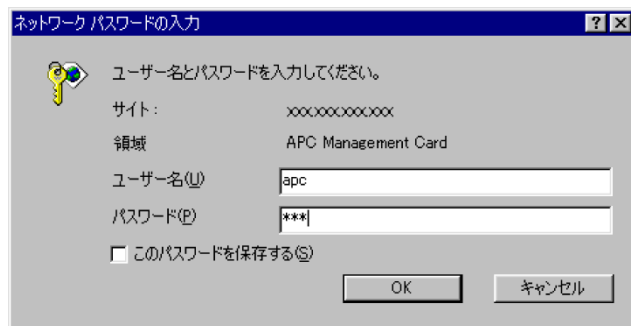 ネットワーク パスワードの入力
ユーザー名とパスワードを入力してください。
サイト: xxx.xxx.xxx.xxx
領域 APC Management Card
ユーザー名(U) apc
パスワード(P) ***
このパスワードを保存する(S)
OK キャンセル